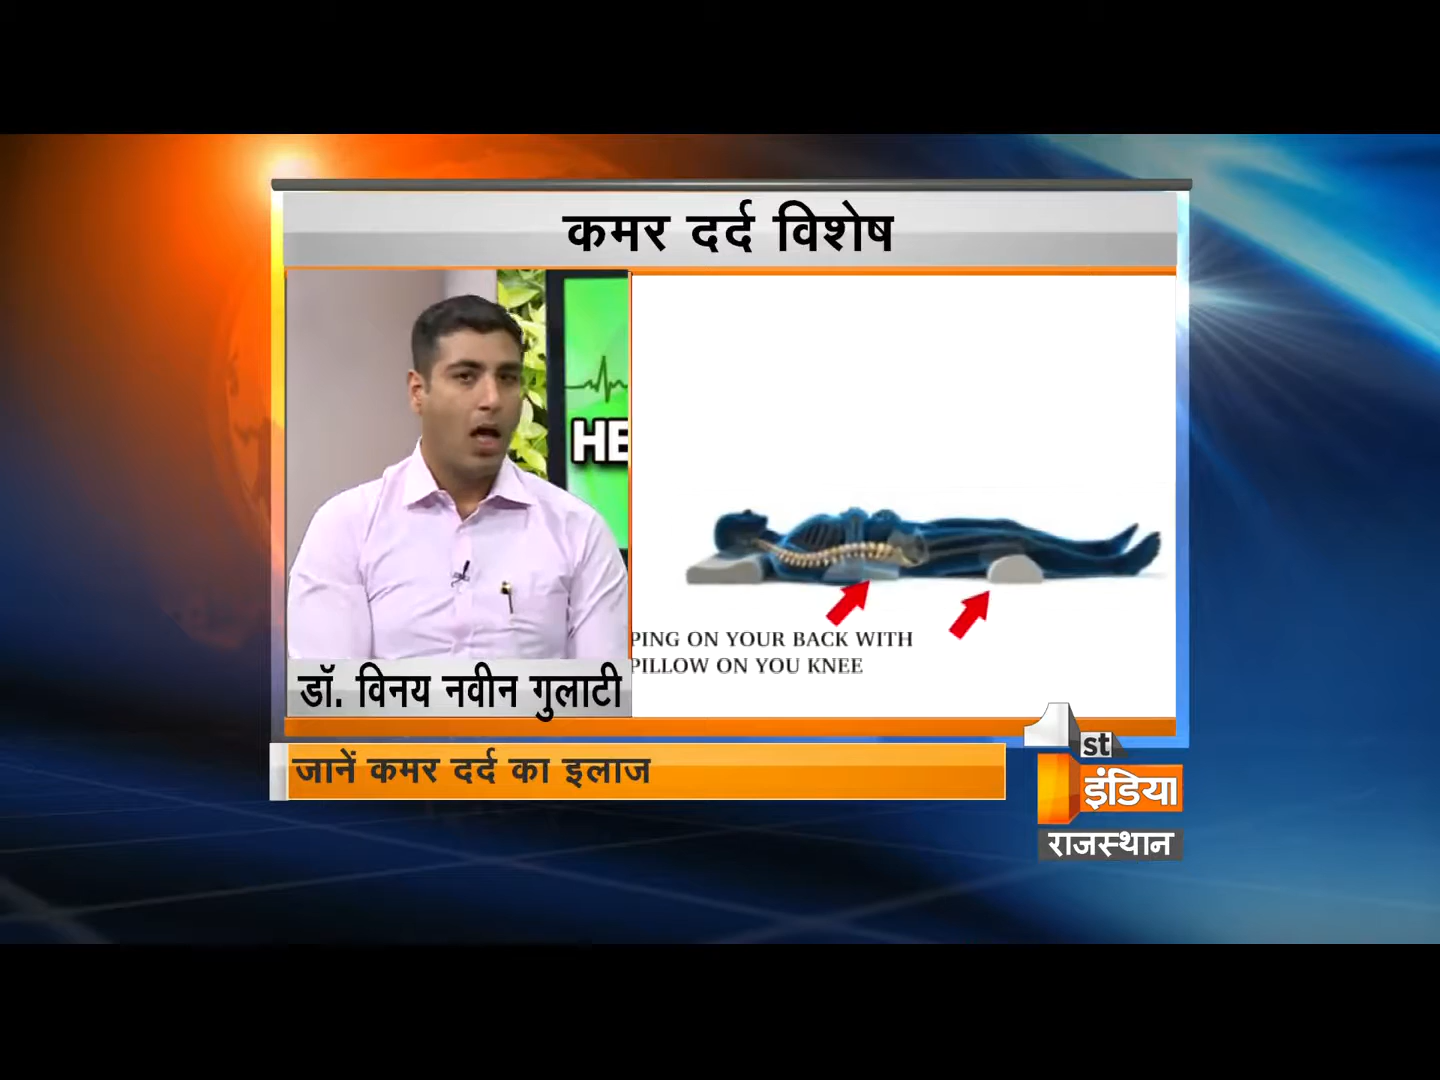 कमर दर्द विशेष
HE
PING ON YOUR BACK WITH
PILLOW ON YOU KNEE
डॉ. विनय नवीन गुलाटी
जानें कमर दर्द का इलाज
1st
इंडिया
राजस्थान